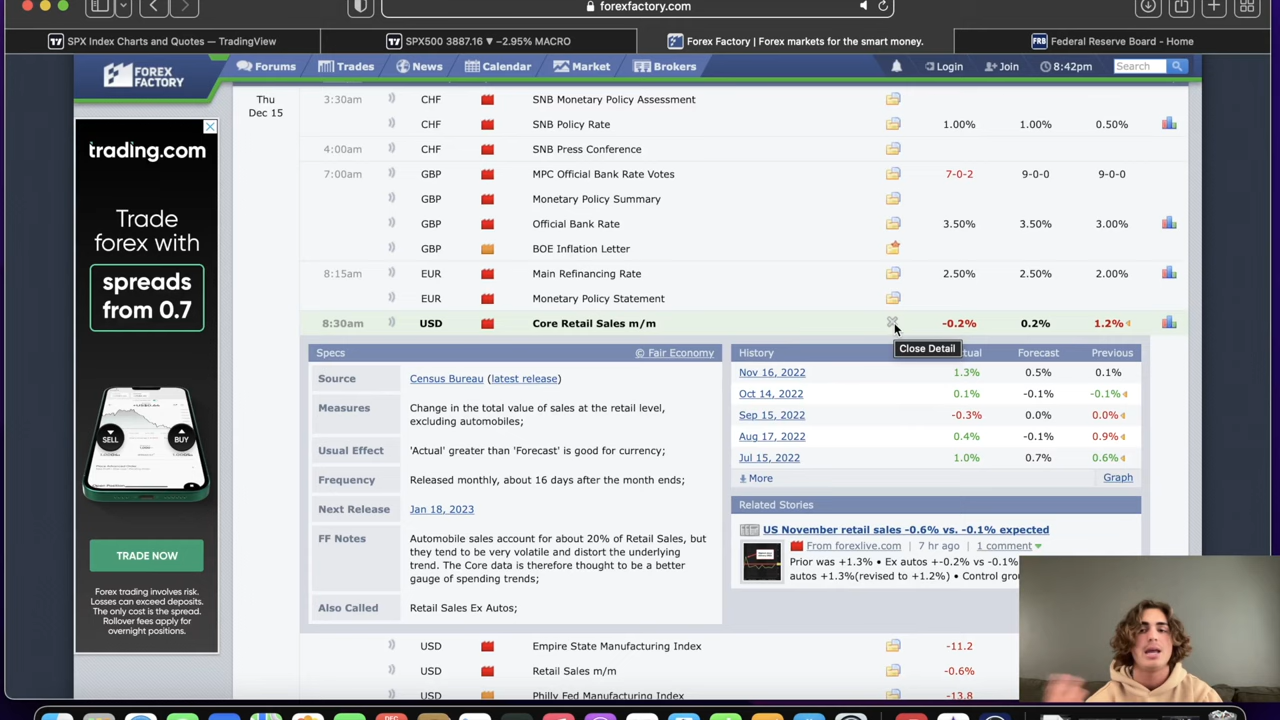 forexfactory.com
SPX Index Charts and Quotes — TradingView
SPX500 3887.16 ▼ −2.95% MACRO
Forex Factory | Forex markets for the smart money.
FRB
Federal Reserve Board - Home
FOREX FACTORY
Forums
Trades
News
Calendar
Market
Brokers
Login
Join
8:42pm
Search
Thu
Dec 15
3:30am CHF SNB Monetary Policy Assessment
CHF SNB Policy Rate 1.00% 1.00% 0.50%
4:00am CHF SNB Press Conference
7:00am GBP MPC Official Bank Rate Votes 7-0-2 9-0-0 9-0-0
GBP Monetary Policy Summary
GBP Official Bank Rate 3.50% 3.50% 3.00%
GBP BOE Inflation Letter
8:15am EUR Main Refinancing Rate 2.50% 2.50% 2.00%
EUR Monetary Policy Statement
8:30am USD Core Retail Sales m/m -0.2% 0.2% 1.2%
Close Detail
Specs © Fair Economy
Source Census Bureau (latest release)
Measures Change in the total value of sales at the retail level,
excluding automobiles;
Usual Effect 'Actual' greater than 'Forecast' is good for currency;
Frequency Released monthly, about 16 days after the month ends;
Next Release Jan 18, 2023
FF Notes Automobile sales account for about 20% of Retail Sales, but
they tend to be very volatile and distort the underlying
trend. The Core data is therefore thought to be a better
gauge of spending trends;
Also Called Retail Sales Ex Autos;
History Forecast Previous
Nov 16, 2022 1.3% 0.5% 0.1%
Oct 14, 2022 0.1% -0.1% -0.1%
Sep 15, 2022 -0.3% 0.0% 0.0%
Aug 17, 2022 0.4% -0.1% 0.9%
Jul 15, 2022 1.0% 0.7% 0.6%
More Graph
Related Stories
US November retail sales -0.6% vs. -0.1% expected
From forexlive.com | 7 hr ago | 1 comment
Prior was +1.3% • Ex autos +-0.2% vs -0.1%
autos +1.3%(revised to +1.2%) • Control
USD Empire State Manufacturing Index -11.2
USD Retail Sales m/m -0.6%
USD Philly Fed Manufacturing Index -13.8
trading.com
Trade
forex with
spreads
from 0.7
SELL
BUY
TRADE NOW
Forex trading involves risk.
Losses can exceed deposits.
The only cost is the spread.
Rollover fees apply for
overnight positions.
DEC